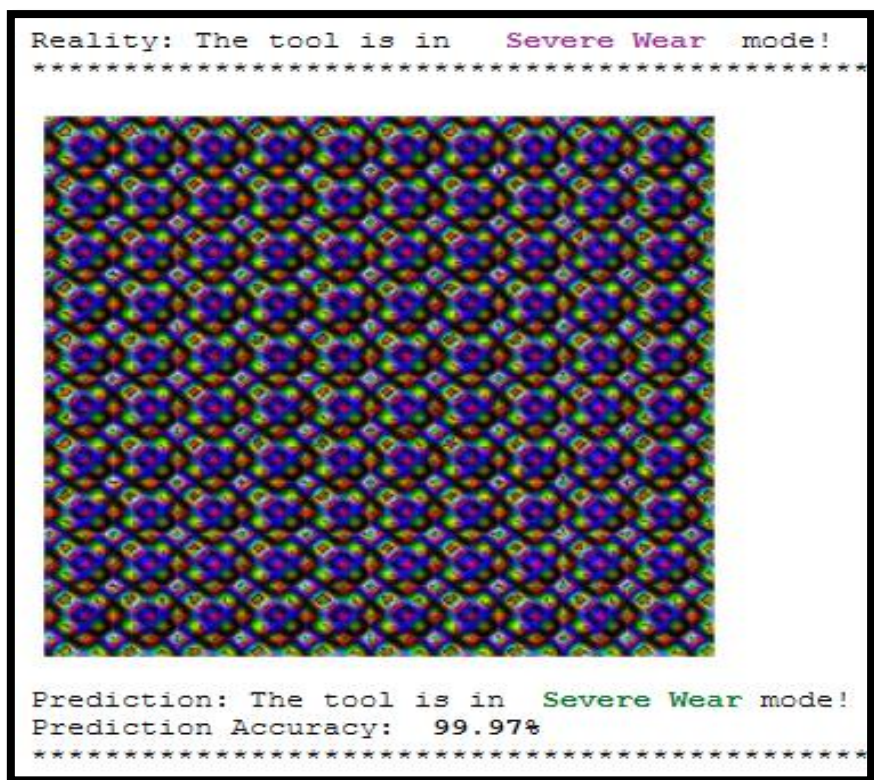 Reality: The tool is in Severe Wear mode!
**********************************************
Prediction: The tool is in Severe Wear mode!
Prediction Accuracy: 99.97%
**********************************************